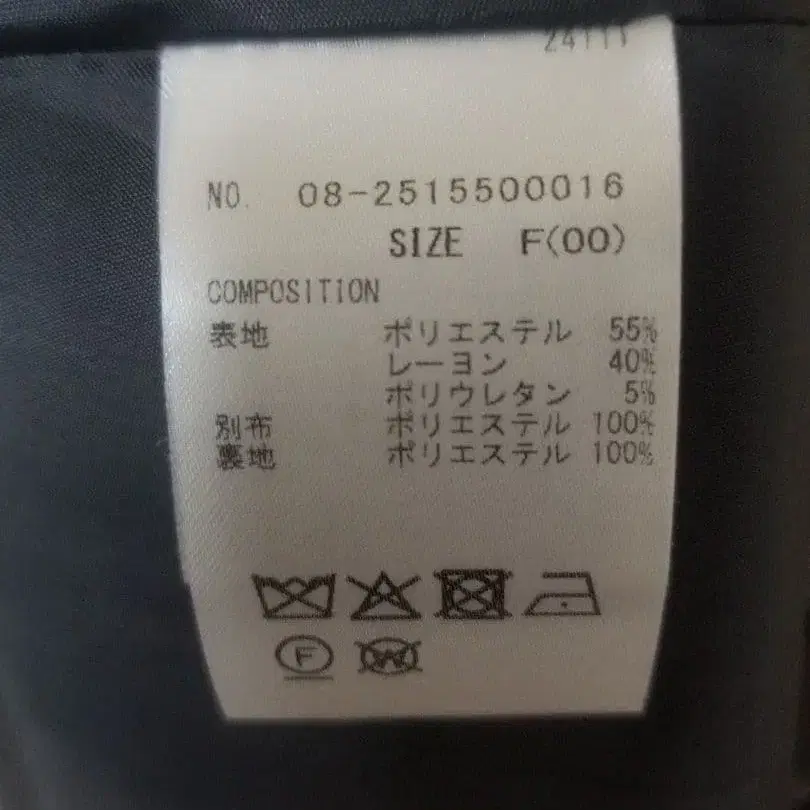 24111
NO. 08-2515500016
SIZE F(00)
COMPOSITION
表地 ポリエステル 55%
レーヨン 40%
ポリウレタン 5%
別布 ポリエステル 100%
裏地 ポリエステル 100%
F W